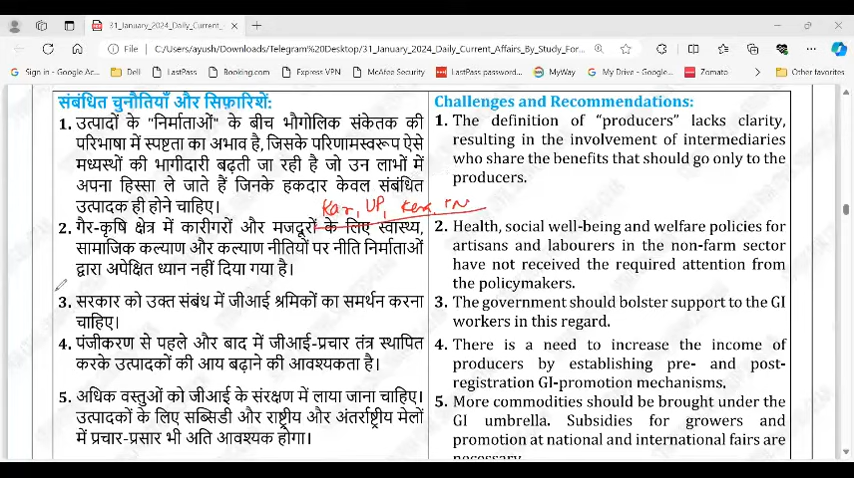 31_January_2024_Daily_Current_
File
C:/Users/ayush/Downloads/Telegram%20Desktop/31_January_2024_Daily_Current_Affairs_By_Study_For...
Sign in - Google Ac...
Dell
LastPass
Booking.com
Express VPN
McAfee Security
LastPass password...
MyWay
My Drive - Google...
Zomato
Other favorites
संबंधित चुनौतियाँ और सिफ़ारिशें:
1. उत्पादों के "निर्माताओं" के बीच भौगोलिक संकेतक की
परिभाषा में स्पष्टता का अभाव है, जिसके परिणामस्वरूप ऐसे
मध्यस्थों की भागीदारी बढ़ती जा रही है जो उन लाभों में
अपना हिस्सा ले जाते हैं जिनके हकदार केवल संबंधित
उत्पादक ही होने चाहिए।
Kar, UP, Kera, TN
2. गैर-कृषि क्षेत्र में कारीगरों और मजदूरों के लिए स्वास्थ्य,
सामाजिक कल्याण और कल्याण नीतियों पर नीति निर्माताओं
द्वारा अपेक्षित ध्यान नहीं दिया गया है।
3. सरकार को उक्त संबंध में जीआई श्रमिकों का समर्थन करना
चाहिए।
4. पंजीकरण से पहले और बाद में जीआई-प्रचार तंत्र स्थापित
करके उत्पादकों की आय बढ़ाने की आवश्यकता है।
5. अधिक वस्तुओं को जीआई के संरक्षण में लाया जाना चाहिए।
उत्पादकों के लिए सब्सिडी और राष्ट्रीय और अंतर्राष्ट्रीय मेलों
में प्रचार-प्रसार भी अति आवश्यक होगा।
Challenges and Recommendations:
1. The definition of "producers" lacks clarity,
resulting in the involvement of intermediaries
who share the benefits that should go only to the
producers.
2. Health, social well-being and welfare policies for
artisans and labourers in the non-farm sector
have not received the required attention from
the policymakers.
3. The government should bolster support to the GI
workers in this regard.
4. There is a need to increase the income of
producers by establishing pre- and post-
registration GI-promotion mechanisms.
5. More commodities should be brought under the
GI umbrella. Subsidies for growers and
promotion at national and international fairs are
necessary.